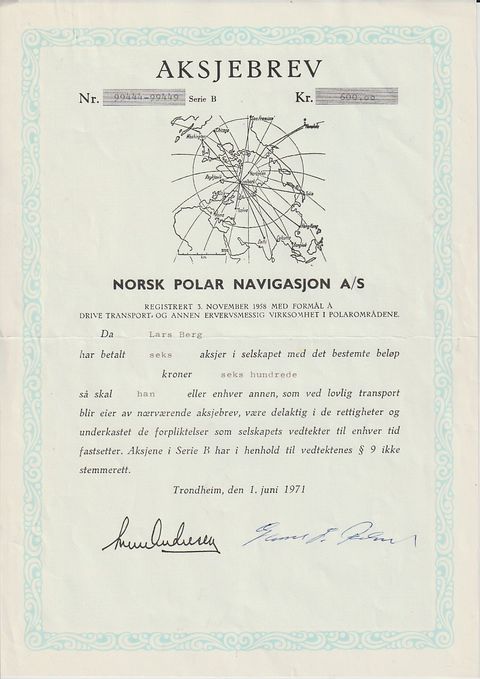 AKSJEBREV
Nr. 99444-99449 Serie B Kr. 600.oo
NORSK POLAR NAVIGASJON A/S
REGISTRERT 3. NOVEMBER 1958 MED FORMÅL Å
DRIVE TRANSPORT- OG ANNEN ERVERVSMESSIG VIRKSOMHET I POLAROMRÅDENE.
Da Lars Berg
har betalt seks aksjer i selskapet med det bestemte beløp
kroner seks hundrede
så skal han eller enhver annen, som ved lovlig transport
blir eier av nærværende aksjebrev, være delaktig i de rettigheter og
underkastet de forpliktelser som selskapets vedtekter til enhver tid
fastsetter. Aksjene i Serie B har i henhold til vedtektenes § 9 ikke
stemmerett.
Trondheim, den 1. juni 1971